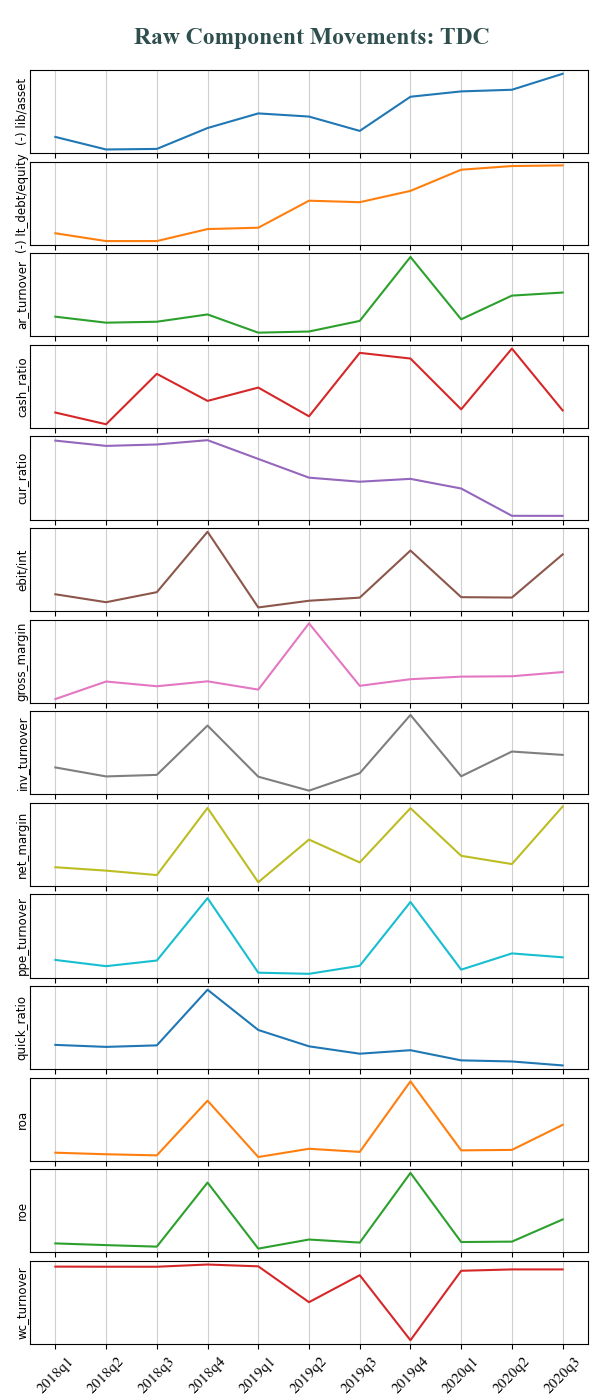 Raw Component Movements: TDC
(-) lib/asset
(-) lt_debt/equity
ar_turnover
cash_ratio
cur_ratio
ebit/int
gross_margin
inv_turnover
net_margin
ppe_turnover
quick_ratio
roa
roe
wc_turnover
2018q1 2018q2 2018q3 2018q4 2019q1 2019q2 2019q3 2019q4 2020q1 2020q2 2020q3